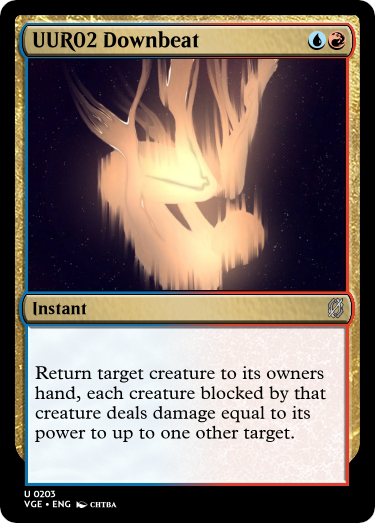 UUR02 Downbeat
Instant
Return target creature to its owners
hand, each creature blocked by that
creature deals damage equal to its
power to up to one other target.
U 0203
VGE • ENG CHTBA